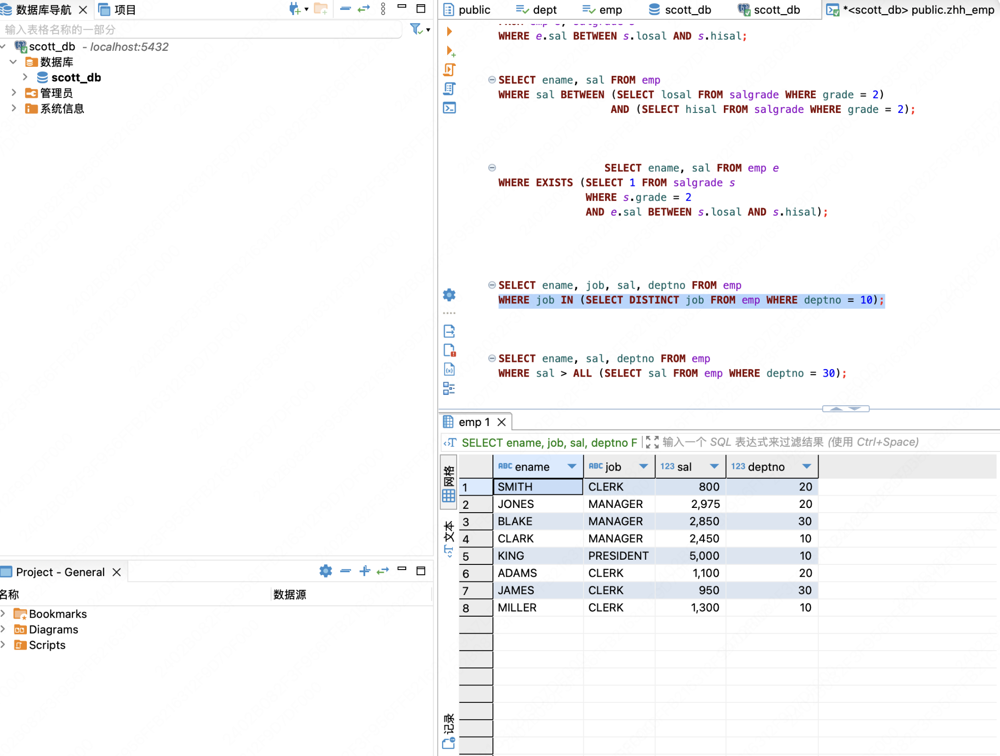 数据库导航
项目
输入表格名称的一部分
scott_db - localhost:5432
数据库
scott_db
管理员
系统信息
Project - General
名称 数据源
Bookmarks
Diagrams
Scripts
public dept emp scott_db scott_db *<scott_db> public.zhh_emp
FROM emp e, salgrade s
WHERE e.sal BETWEEN s.losal AND s.hisal;
SELECT ename, sal FROM emp
WHERE sal BETWEEN (SELECT losal FROM salgrade WHERE grade = 2)
AND (SELECT hisal FROM salgrade WHERE grade = 2);
SELECT ename, sal FROM emp e
WHERE EXISTS (SELECT 1 FROM salgrade s
WHERE s.grade = 2
AND e.sal BETWEEN s.losal AND s.hisal);
SELECT ename, job, sal, deptno FROM emp
WHERE job IN (SELECT DISTINCT job FROM emp WHERE deptno = 10);
SELECT ename, sal, deptno FROM emp
WHERE sal > ALL (SELECT sal FROM emp WHERE deptno = 30);
emp 1
SELECT ename, job, sal, deptno F 输入一个 SQL 表达式来过滤结果 (使用 Ctrl+Space)
网格
文本
记录
ABC ename ABC job 123 sal 123 deptno
1 SMITH CLERK 800 20
2 JONES MANAGER 2,975 20
3 BLAKE MANAGER 2,850 30
4 CLARK MANAGER 2,450 10
5 KING PRESIDENT 5,000 10
6 ADAMS CLERK 1,100 20
7 JAMES CLERK 950 30
8 MILLER CLERK 1,300 10